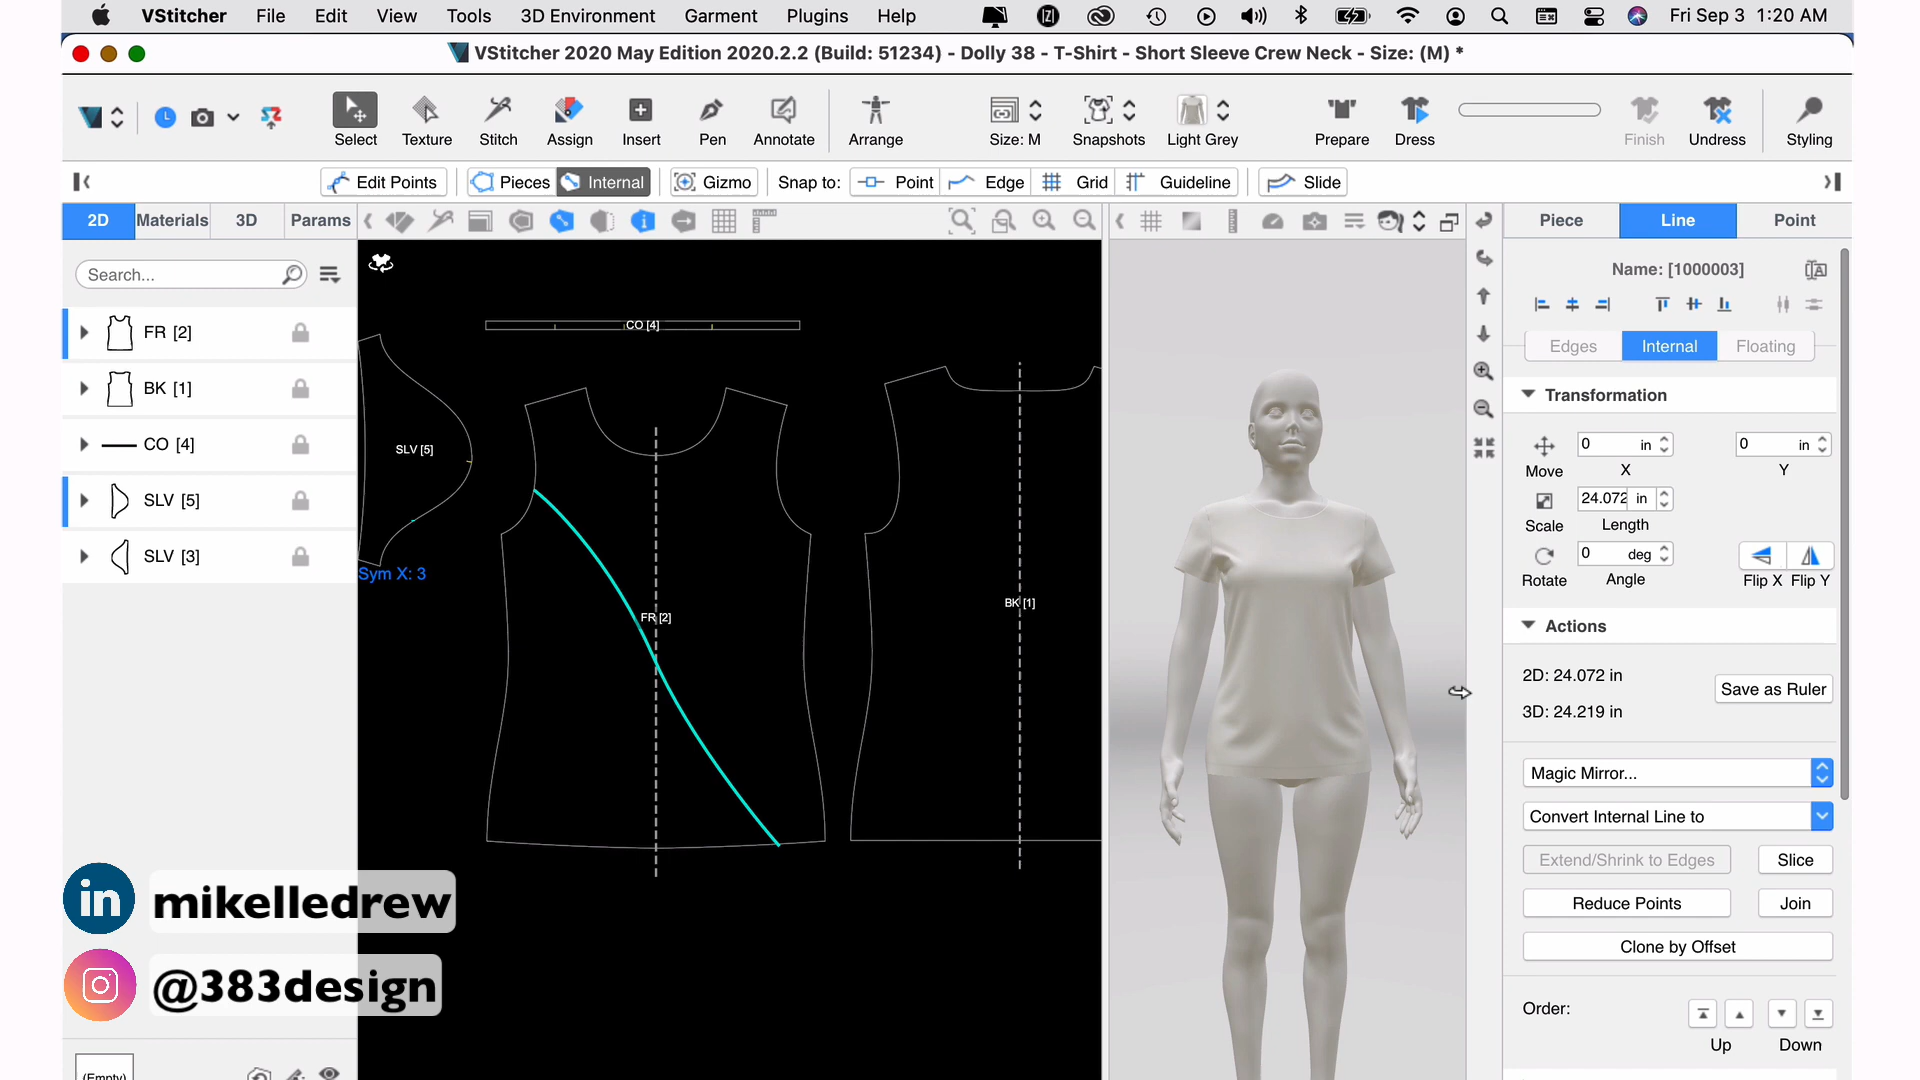 VStitcher File Edit View Tools 3D Environment Garment Plugins Help Fri Sep 3 1:20 AM
VStitcher 2020 May Edition 2020.2.2 (Build: 51234) - Dolly 38 - T-Shirt - Short Sleeve Crew Neck - Size: (M) *
Select Texture Stitch Assign Insert Pen Annotate Arrange Size: M Snapshots Light Grey Prepare Dress Finish Undress Styling
Edit Points Pieces Internal Gizmo Snap to: Point Edge Grid Guideline Slide
2D Materials 3D Params Piece Line Point
Search...
Name: [1000003]
FR [2]
CO [4]
Edges Internal Floating
BK [1]
Transformation
CO [4]
SLV [5]
0 in 0 in
Move X Y
SLV [5]
24.072 in
Scale Length
SLV [3]
0 deg
Sym X: 3
Rotate Angle Flip X Flip Y
FR [2]
BK [1]
Actions
2D: 24.072 in
Save as Ruler
3D: 24.219 in
Magic Mirror...
Convert Internal Line to
Extend/Shrink to Edges Slice
in mikelledrew
Reduce Points Join
Clone by Offset
@383design
Order:
Up Down
(Empty)